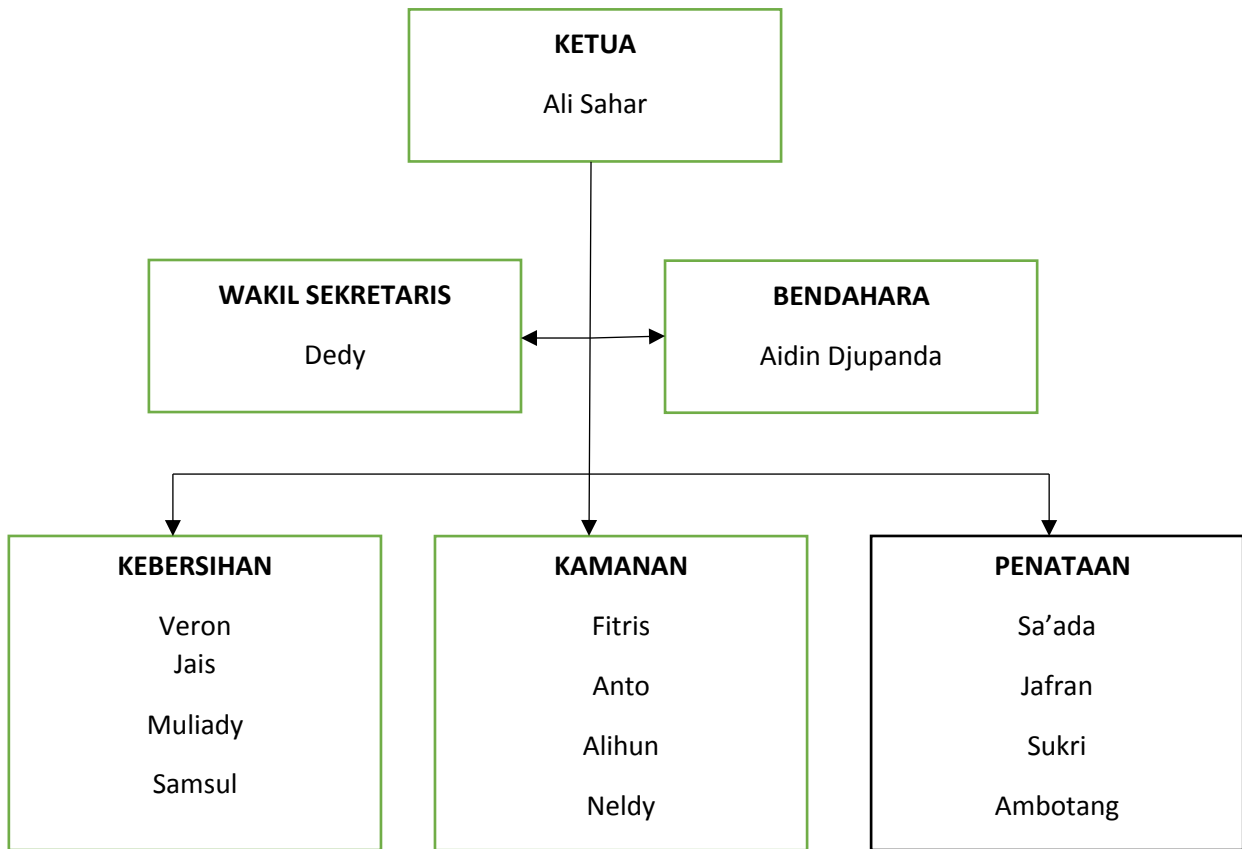 KETUA
Ali Sahar
WAKIL SEKRETARIS
Dedy
BENDAHARA
Aidin Djupanda
KEBERSIHAN
Veron
Jais
Muliady
Samsul
KAMANAN
Fitris
Anto
Alihun
Neldy
PENATAAN
Sa’ada
Jafran
Sukri
Ambotang